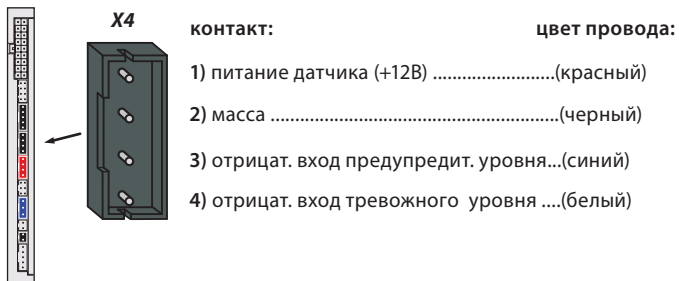 X4
контакт: цвет провода:
1) питание датчика (+12В) ........................(красный)
2) масса .........................................................(черный)
3) отрицат. вход предупредит. уровня...(синий)
4) отрицат. вход тревожного уровня ....(белый)